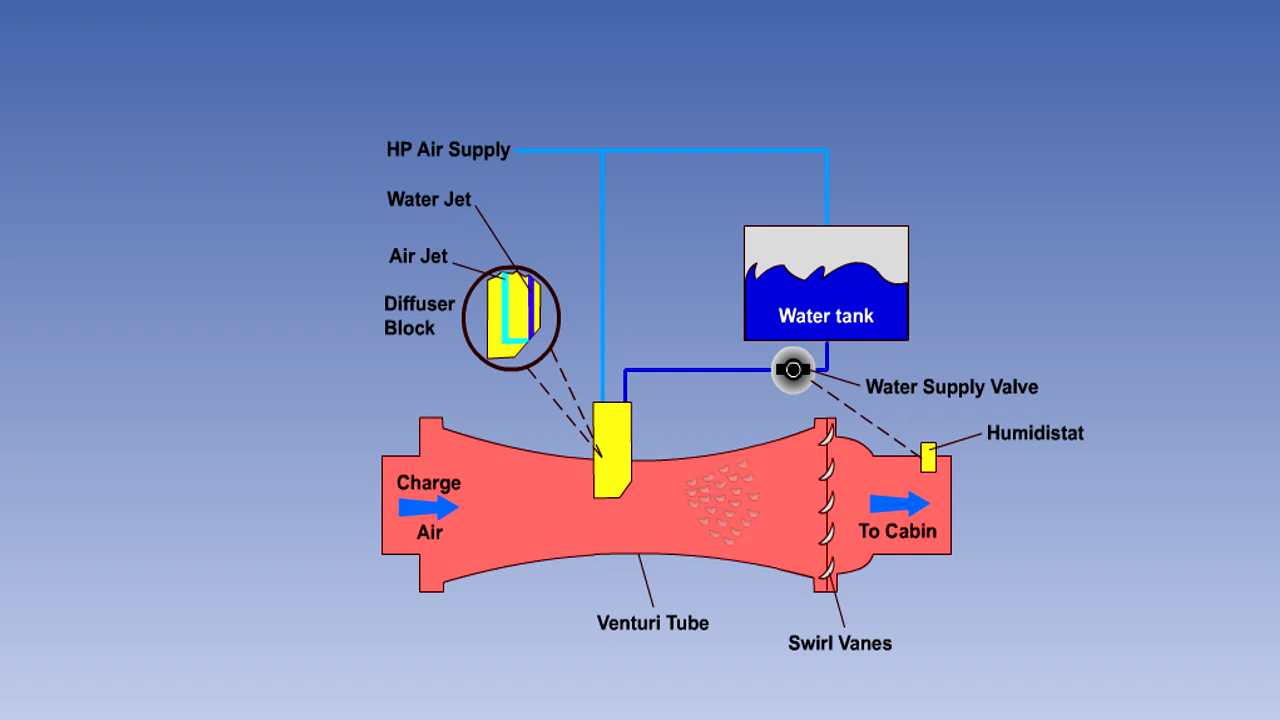 HP Air Supply
Water Jet
Air Jet
Diffuser
Block
Water tank
Water Supply Valve
Humidistat
Charge
Air
To Cabin
Venturi Tube
Swirl Vanes